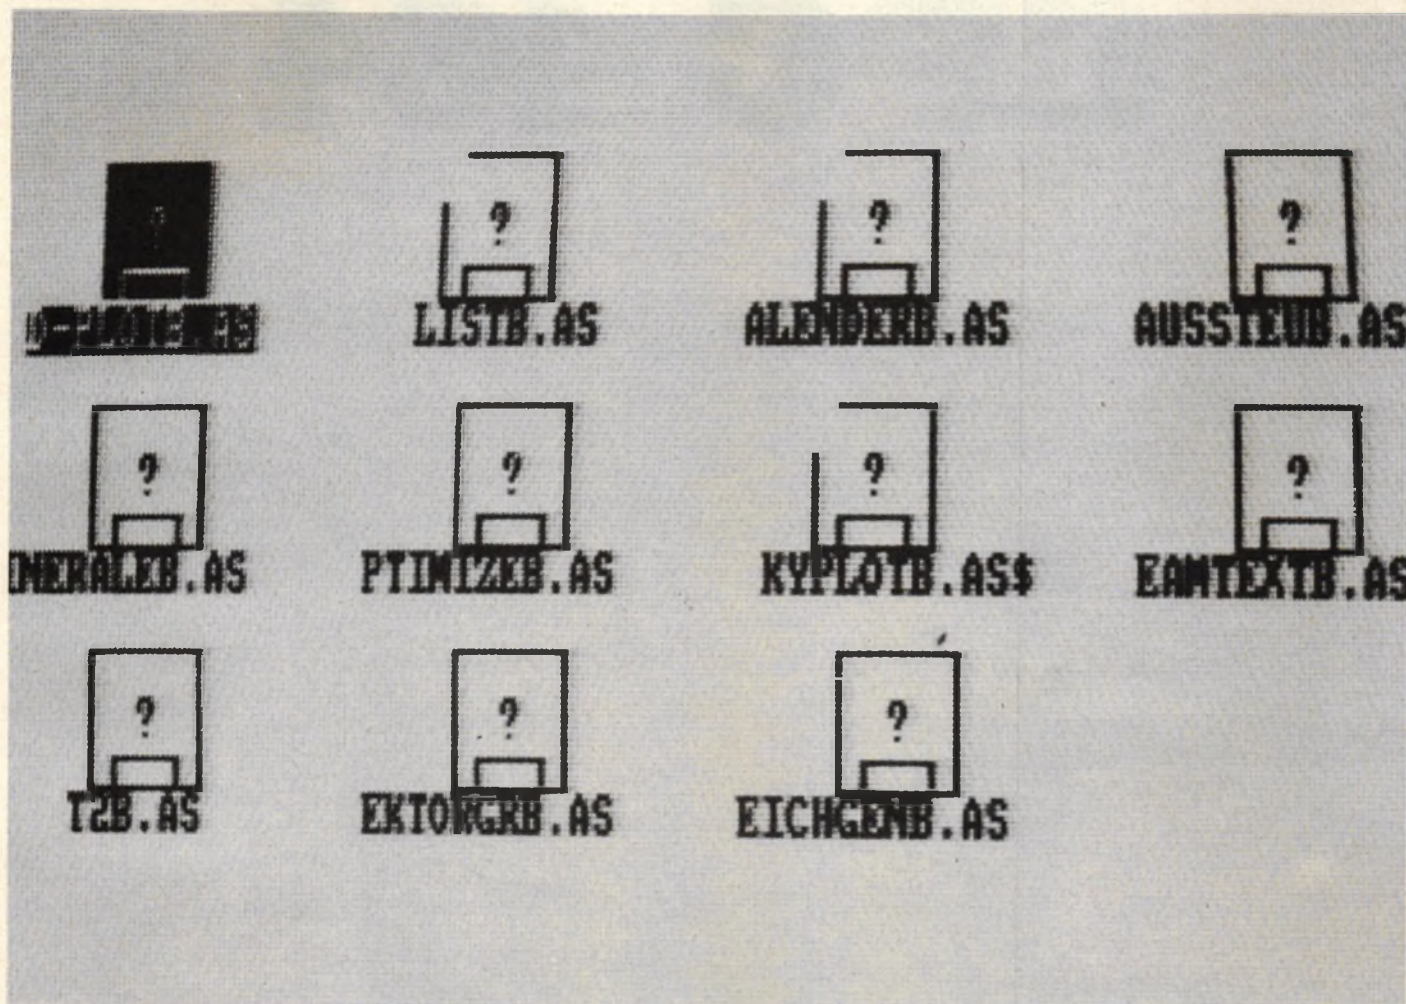 ?
?
?
?
LISTB.AS
ALENDERB.AS
AUSSTEUB.AS
?
?
?
?
INERALEB.AS
PTIMIZEB.AS
KYPLOTB.AS$
EAMTEXTB.AS
?
?
?
T2B.AS
EKTORGRB.AS
EICHGENB.AS